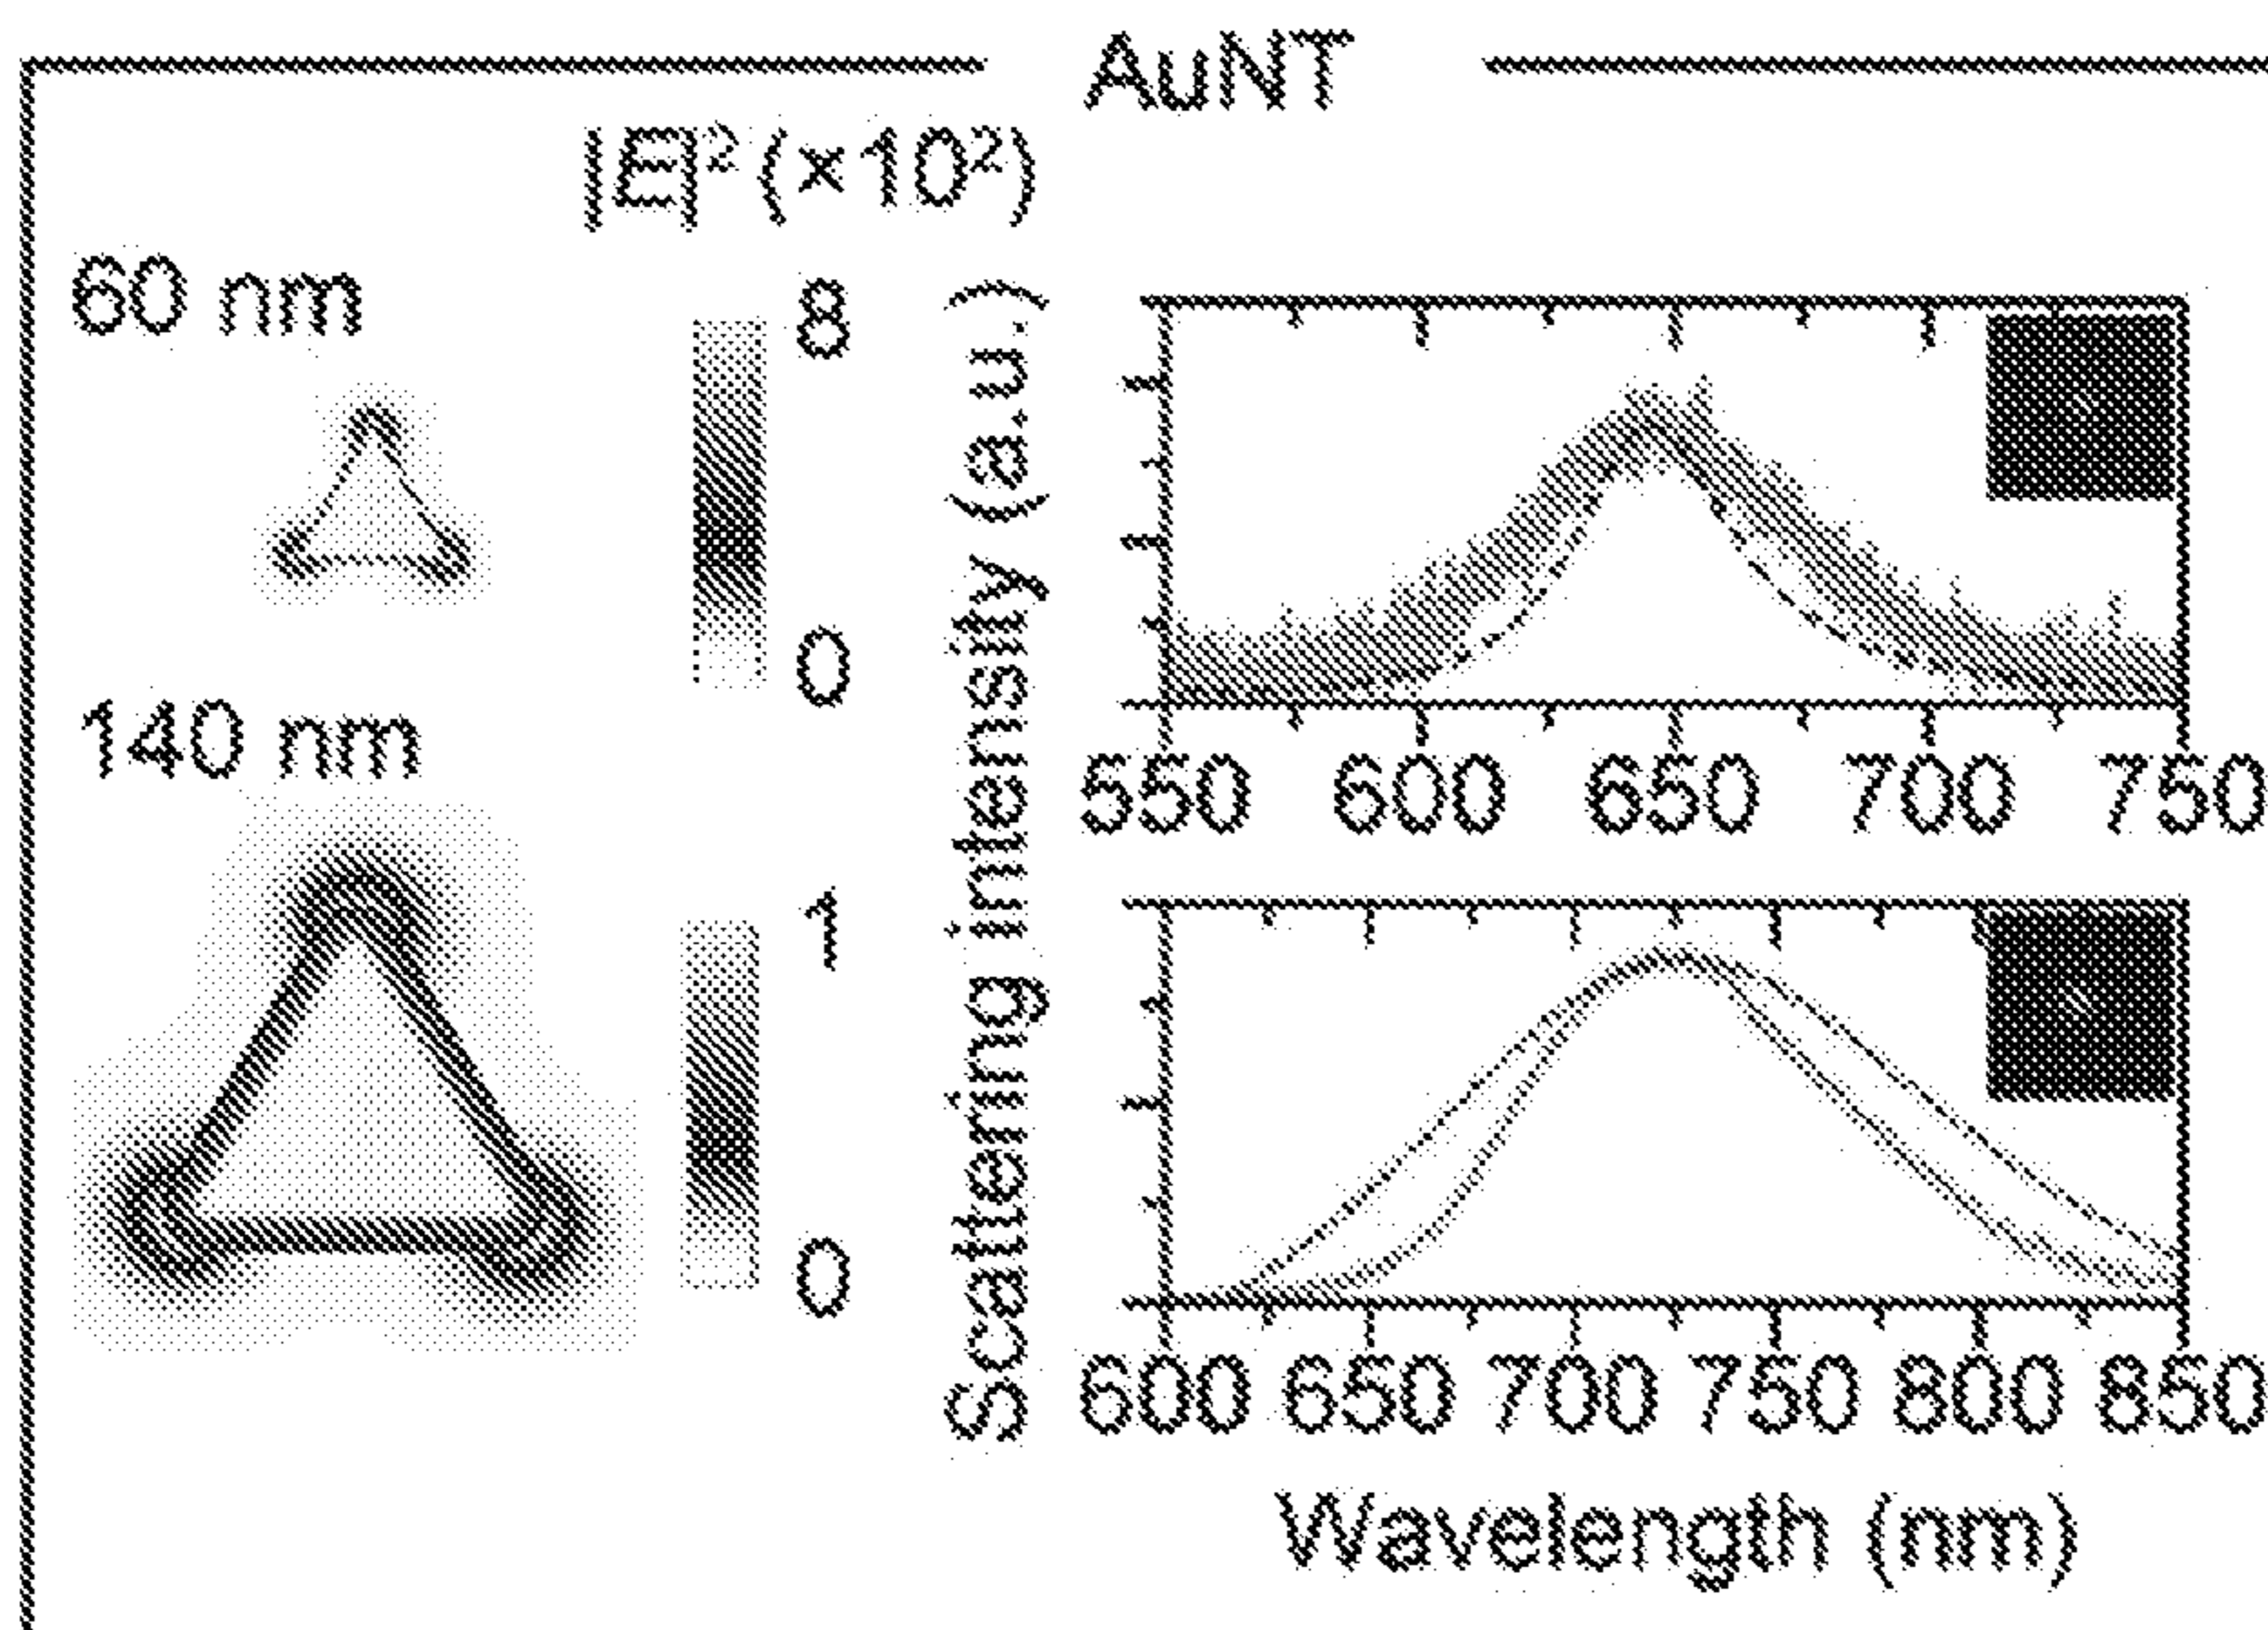 AuNT
|E|² (×10²)
60 nm
8
0
140 nm
1
0
Scattering intensity (a.u.)
550 600 650 700 750
600 650 700 750 800 850
Wavelength (nm)